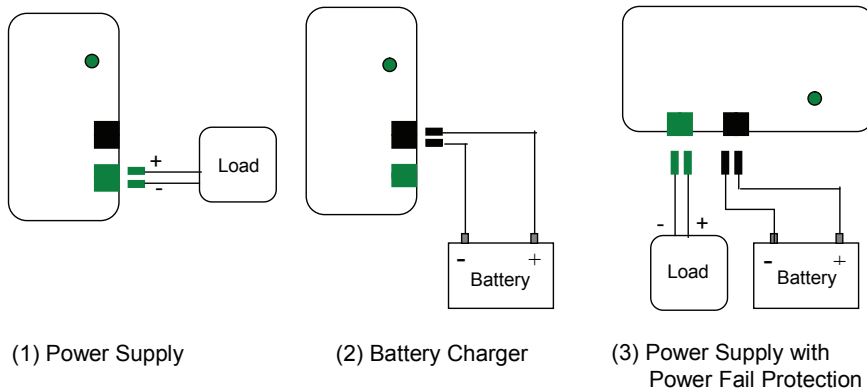 +
-
Load
-
+
Battery
-
+
Load
-
+
Battery
(1) Power Supply
(2) Battery Charger
(3) Power Supply with
Power Fail Protection